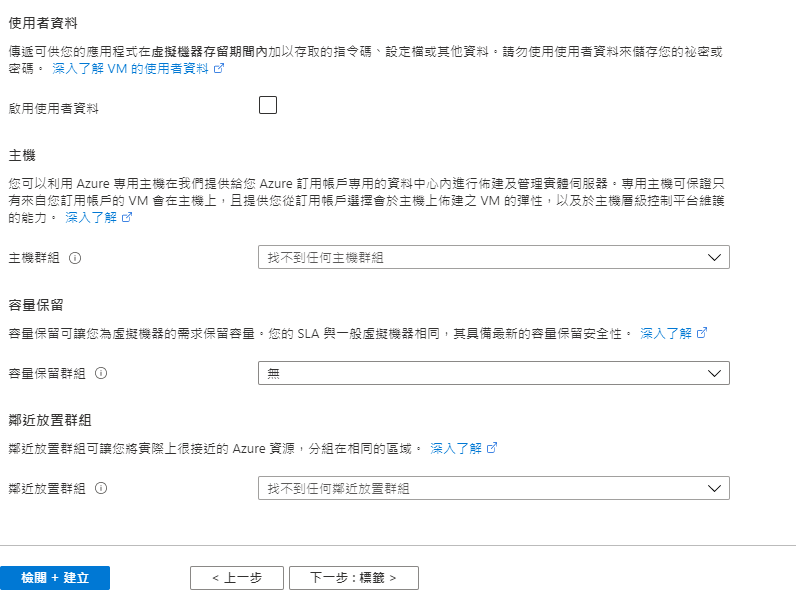 使用者資料
傳遞可供您的應用程式在虛擬機器存留期間內加以存取的指令碼、設定檔或其他資料。請勿使用使用者資料來儲存您的祕密或
密碼。 深入了解 VM 的使用者資料
啟用使用者資料
主機
您可以利用 Azure 專用主機在我們提供給您 Azure 訂用帳戶專用的資料中心內進行佈建及管理實體伺服器。專用主機可保證只
有來自您訂用帳戶的 VM 會在主機上，且提供您從訂用帳戶選擇會於主機上佈建之 VM 的彈性，以及於主機層級控制平台維護
的能力。 深入了解
主機群組 找不到任何主機群組
容量保留
容量保留可讓您為虛擬機器的需求保留容量。您的 SLA 與一般虛擬機器相同，其具備最新的容量保留安全性。 深入了解
容量保留群組 無
鄰近放置群組
鄰近放置群組可讓您將實際上很接近的 Azure 資源，分組在相同的區域。 深入了解
鄰近放置群組 找不到任何鄰近放置群組
檢閱 + 建立 < 上一步 下一步 : 標籤 >